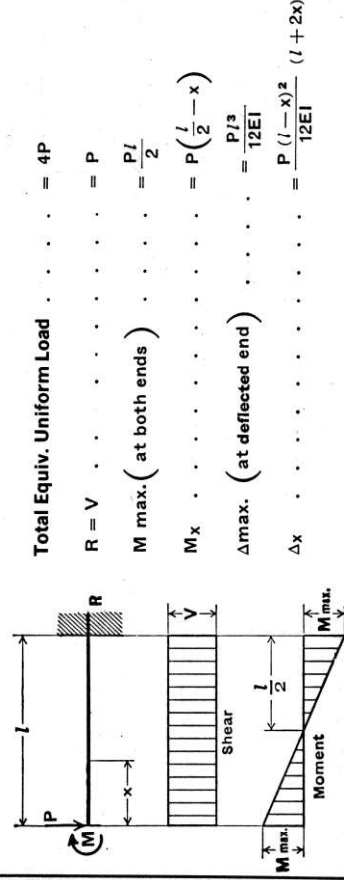 Total Equiv. Uniform Load . . . . . = 4P
R = V . . . . . . . . . . . . = P
M max. ( at both ends ) . . . . . = Pl/2
Mx . . . . . . . . . . . . . = P(l/2 — x)
Δmax. ( at deflected end ) . . . . = Pl³/12EI
Δx . . . . . . . . . . . . . = P (l — x)²/12EI (l + 2x)
l
P
R
M
x
V
Shear
l/2
M max.
M max.
Moment